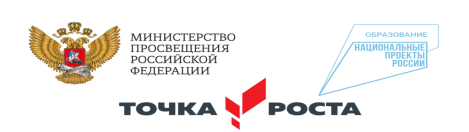 МИНИСТЕРСТВО
ПРОСВЕЩЕНИЯ
РОССИЙСКОЙ
ФЕДЕРАЦИИ
ОБРАЗОВАНИЕ
НАЦИОНАЛЬНЫЕ
ПРОЕКТЫ
РОССИИ
ТОЧКА РОСТА